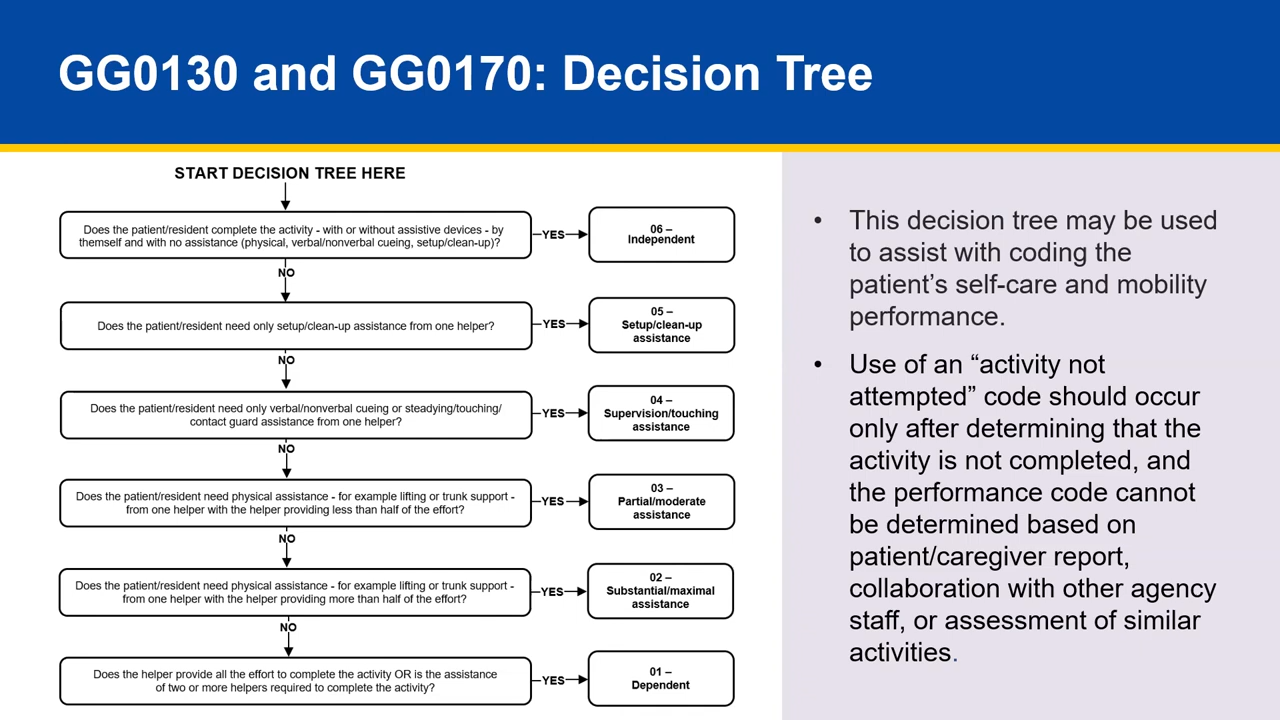 GG0130 and GG0170: Decision Tree
START DECISION TREE HERE
Does the patient/resident complete the activity - with or without assistive devices - by
themself and with no assistance (physical, verbal/nonverbal cueing, setup/clean-up)?
YES
06 –
Independent
NO
Does the patient/resident need only setup/clean-up assistance from one helper?
YES
05 –
Setup/clean-up
assistance
NO
Does the patient/resident need only verbal/nonverbal cueing or steadying/touching/
contact guard assistance from one helper?
YES
04 –
Supervision/touching
assistance
NO
Does the patient/resident need physical assistance - for example lifting or trunk support -
from one helper with the helper providing less than half of the effort?
YES
03 –
Partial/moderate
assistance
NO
Does the patient/resident need physical assistance - for example lifting or trunk support -
from one helper with the helper providing more than half of the effort?
YES
02 –
Substantial/maximal
assistance
NO
Does the helper provide all the effort to complete the activity OR is the assistance
of two or more helpers required to complete the activity?
YES
01 –
Dependent
• This decision tree may be used
to assist with coding the
patient’s self-care and mobility
performance.
• Use of an “activity not
attempted” code should occur
only after determining that the
activity is not completed, and
the performance code cannot
be determined based on
patient/caregiver report,
collaboration with other agency
staff, or assessment of similar
activities.